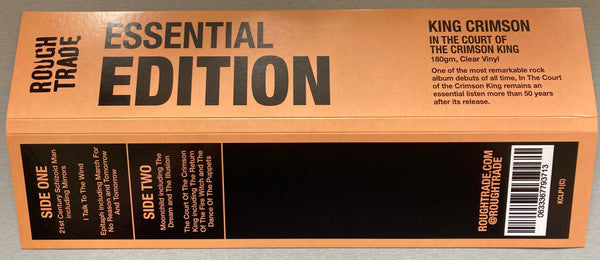 ROUGH
TRADE
ESSENTIAL
EDITION
KING CRIMSON
IN THE COURT OF
THE CRIMSON KING
180gm, Clear Vinyl
One of the most remarkable rock
album debuts of all time, In The Court
of the Crimson King remains an
essential listen more than 50 years
after its release.
SIDE ONE
21st Century Schizoid Man
including Mirrors
I Talk To The Wind
Epitaph including March For
No Reason and Tomorrow
And Tomorrow
SIDE TWO
Moonchild including The
Dream and The Illusion
The Court Of The Crimson
King including The Return
Of The Fire Witch and The
Dance Of The Puppets
ROUGHTRADE.COM
@ROUGHTRADE
0633367793713
KCLP1(C)